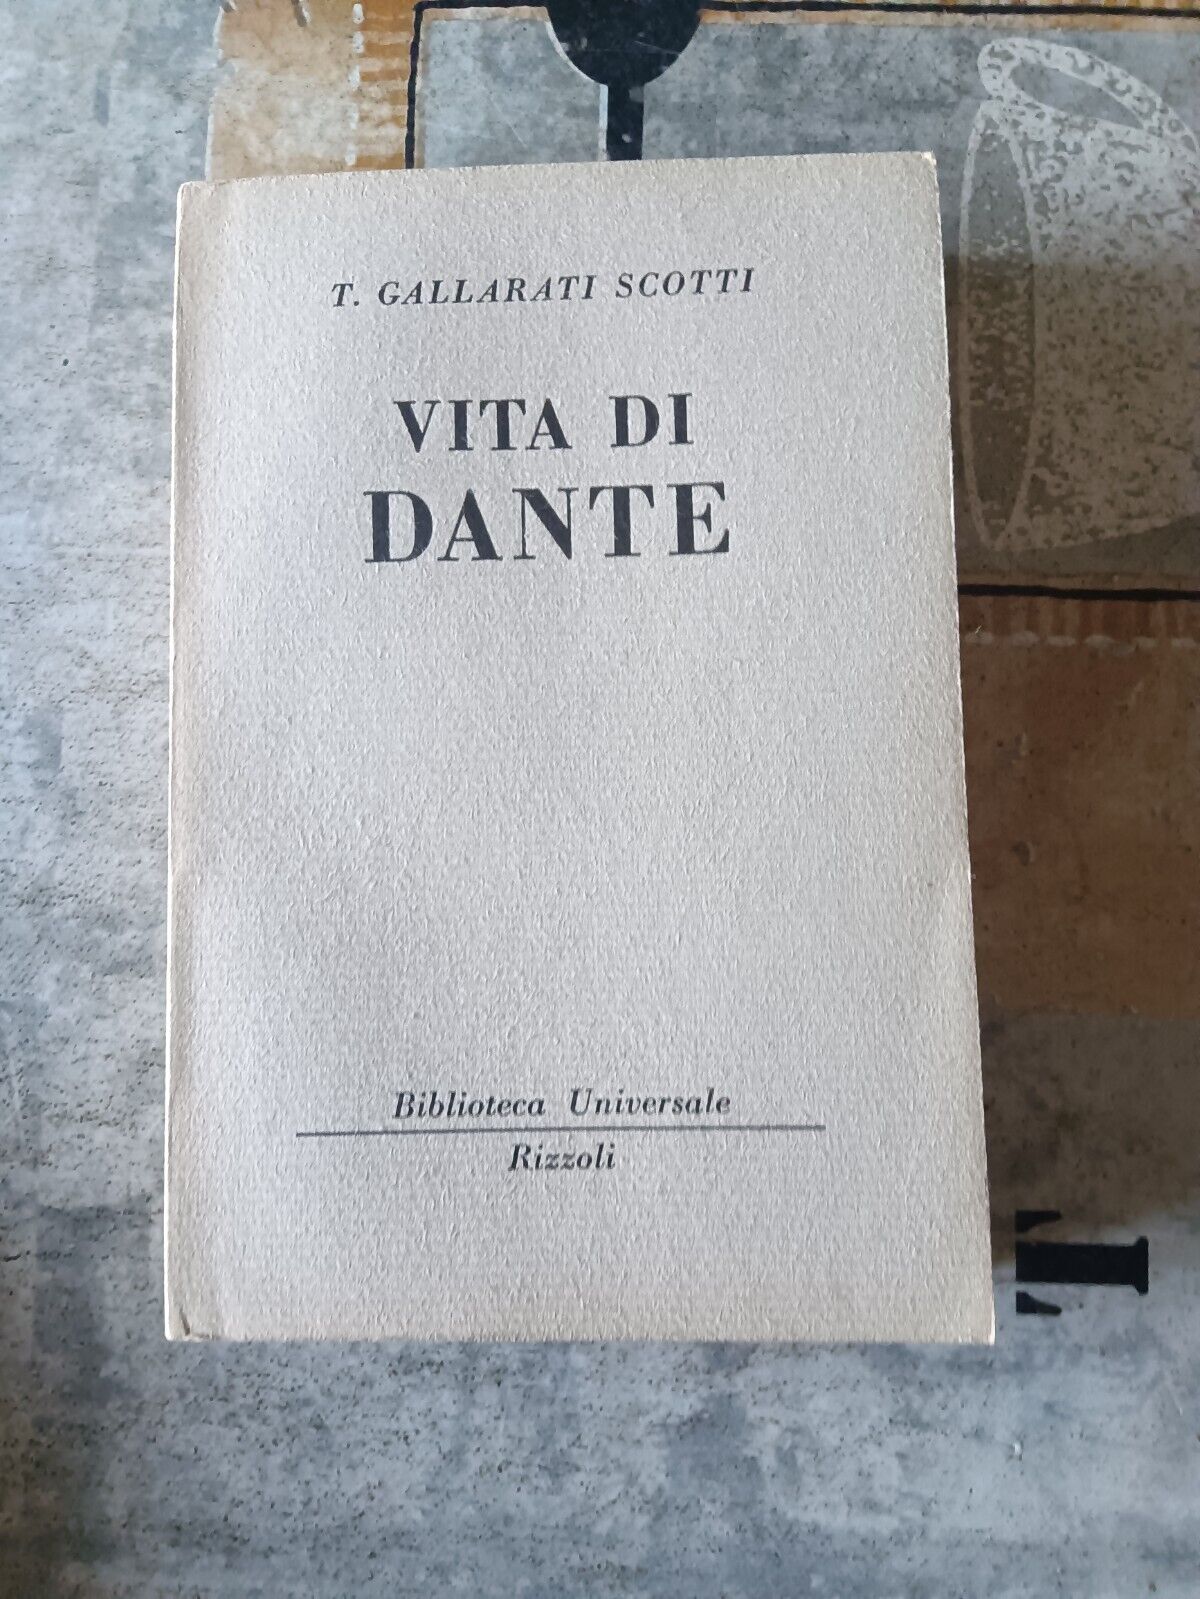 T. GALLARATI SCOTTI
VITA DI
DANTE
Biblioteca Universale
Rizzoli